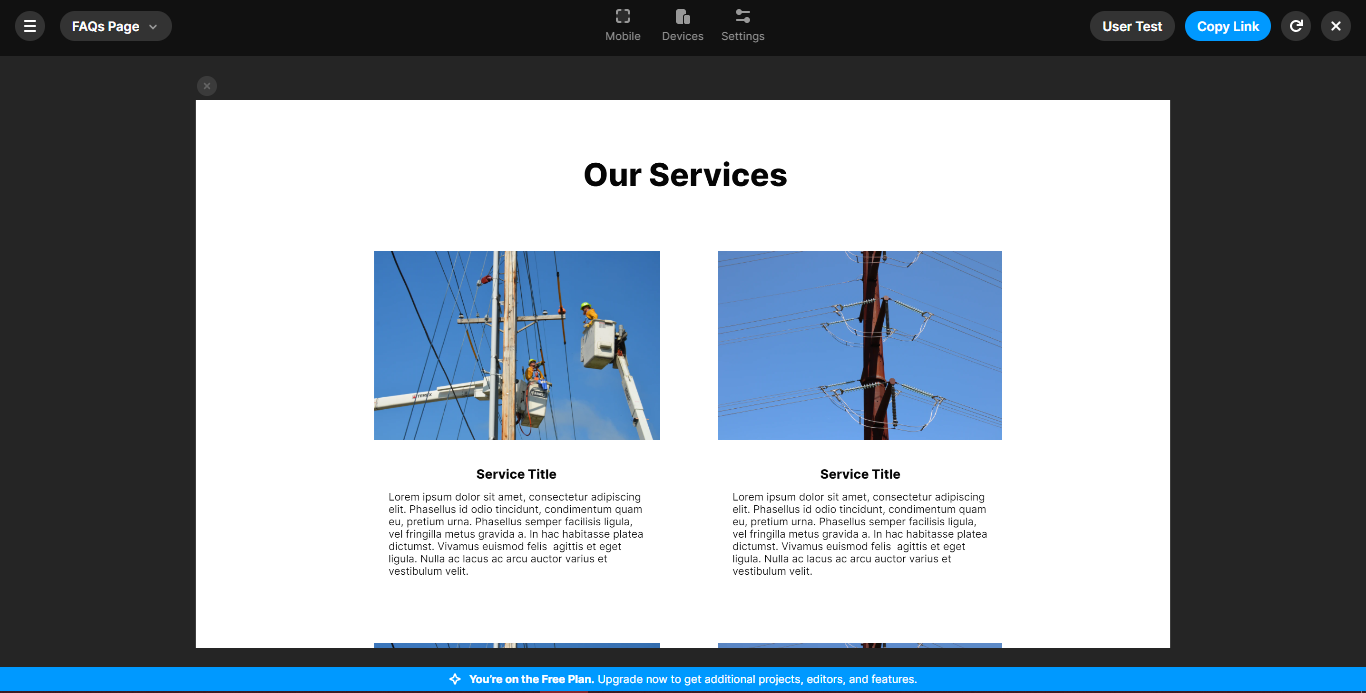 FAQs Page
Mobile
Devices
Settings
User Test
Copy Link
Our Services
Service Title
Lorem ipsum dolor sit amet, consectetur adipiscing
elit. Phasellus id odio tincidunt, condimentum quam
eu, pretium urna. Phasellus semper facilisis ligula,
vel fringilla metus gravida a. In hac habitasse platea
dictumst. Vivamus euismod felis  agittis et eget
ligula. Nulla ac lacus ac arcu auctor varius et
vestibulum velit.
Service Title
Lorem ipsum dolor sit amet, consectetur adipiscing
elit. Phasellus id odio tincidunt, condimentum quam
eu, pretium urna. Phasellus semper facilisis ligula,
vel fringilla metus gravida a. In hac habitasse platea
dictumst. Vivamus euismod felis  agittis et eget
ligula. Nulla ac lacus ac arcu auctor varius et
vestibulum velit.
You're on the Free Plan. Upgrade now to get additional projects, editors, and features.